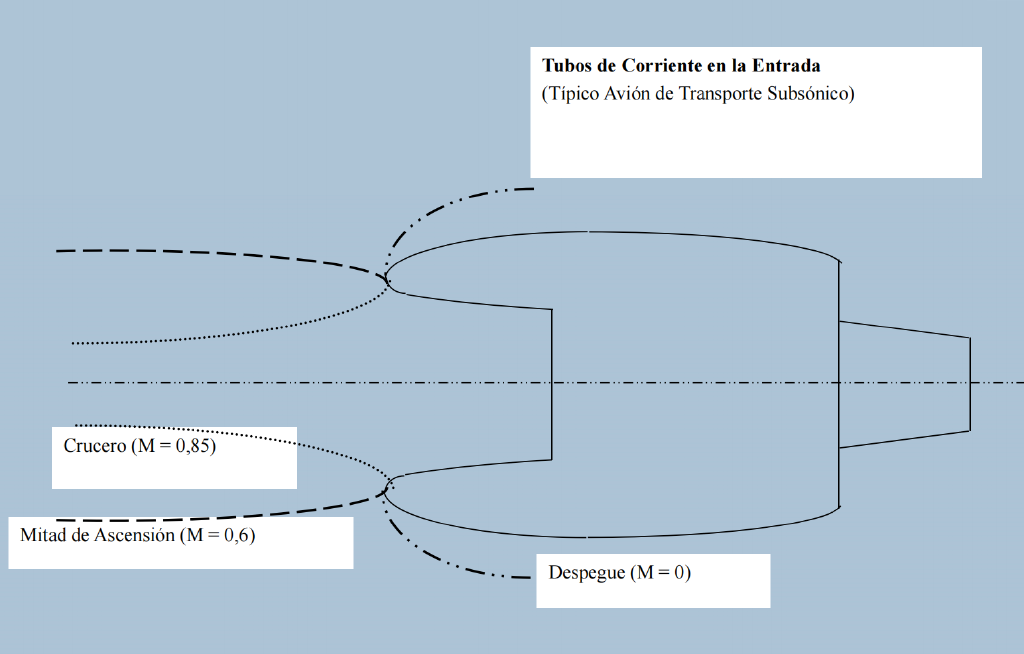 Tubos de Corriente en la Entrada
(Típico Avión de Transporte Subsónico)
Crucero (M = 0,85)
Mitad de Ascensión (M = 0,6)
Despegue (M = 0)